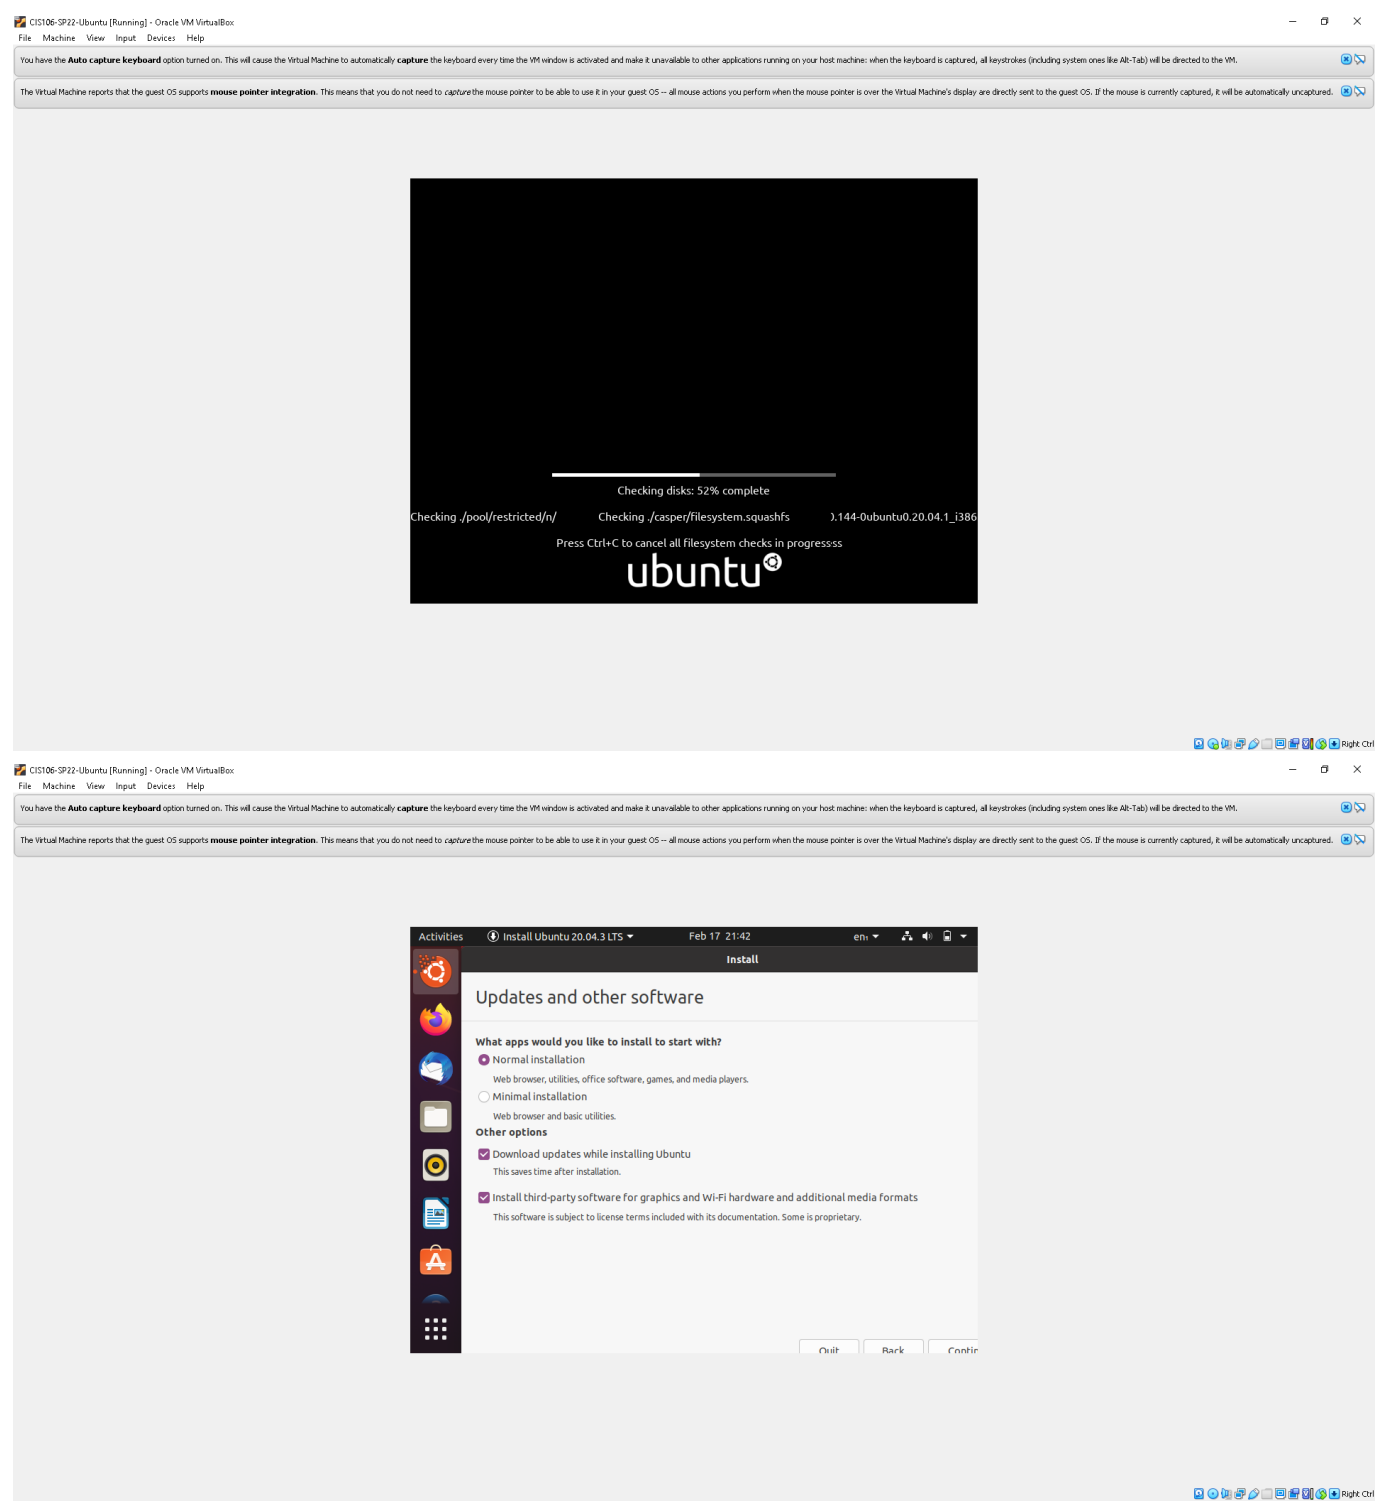 CIS106-SP22-Ubuntu [Running] - Oracle VM VirtualBox
File Machine View Input Devices Help
You have the Auto capture keyboard option turned on. This will cause the Virtual Machine to automatically capture the keyboard every time the VM window is activated and make it unavailable to other applications running on your host machine: when the keyboard is captured, all keystrokes (including system ones like Alt-Tab) will be directed to the VM.
The Virtual Machine reports that the guest OS supports mouse pointer integration. This means that you do not need to capture the mouse pointer to be able to use it in your guest OS -- all mouse actions you perform when the mouse pointer is over the Virtual Machine's display are directly sent to the guest OS. If the mouse is currently captured, it will be automatically uncaptured.
Checking disks: 52% complete
Checking ./pool/restricted/n/ Checking ./casper/filesystem.squashfs 0.144-0ubuntu0.20.04.1_i386
Press Ctrl+C to cancel all filesystem checks in progress:ss
ubuntu
Right Ctrl
CIS106-SP22-Ubuntu [Running] - Oracle VM VirtualBox
File Machine View Input Devices Help
You have the Auto capture keyboard option turned on. This will cause the Virtual Machine to automatically capture the keyboard every time the VM window is activated and make it unavailable to other applications running on your host machine: when the keyboard is captured, all keystrokes (including system ones like Alt-Tab) will be directed to the VM.
The Virtual Machine reports that the guest OS supports mouse pointer integration. This means that you do not need to capture the mouse pointer to be able to use it in your guest OS -- all mouse actions you perform when the mouse pointer is over the Virtual Machine's display are directly sent to the guest OS. If the mouse is currently captured, it will be automatically uncaptured.
Activities Install Ubuntu 20.04.3 LTS Feb 17 21:42 en₁
Install
Updates and other software
What apps would you like to install to start with?
Normal installation
Web browser, utilities, office software, games, and media players.
Minimal installation
Web browser and basic utilities.
Other options
Download updates while installing Ubuntu
This saves time after installation.
Install third-party software for graphics and Wi-Fi hardware and additional media formats
This software is subject to license terms included with its documentation. Some is proprietary.
Quit Back Contin
Right Ctrl